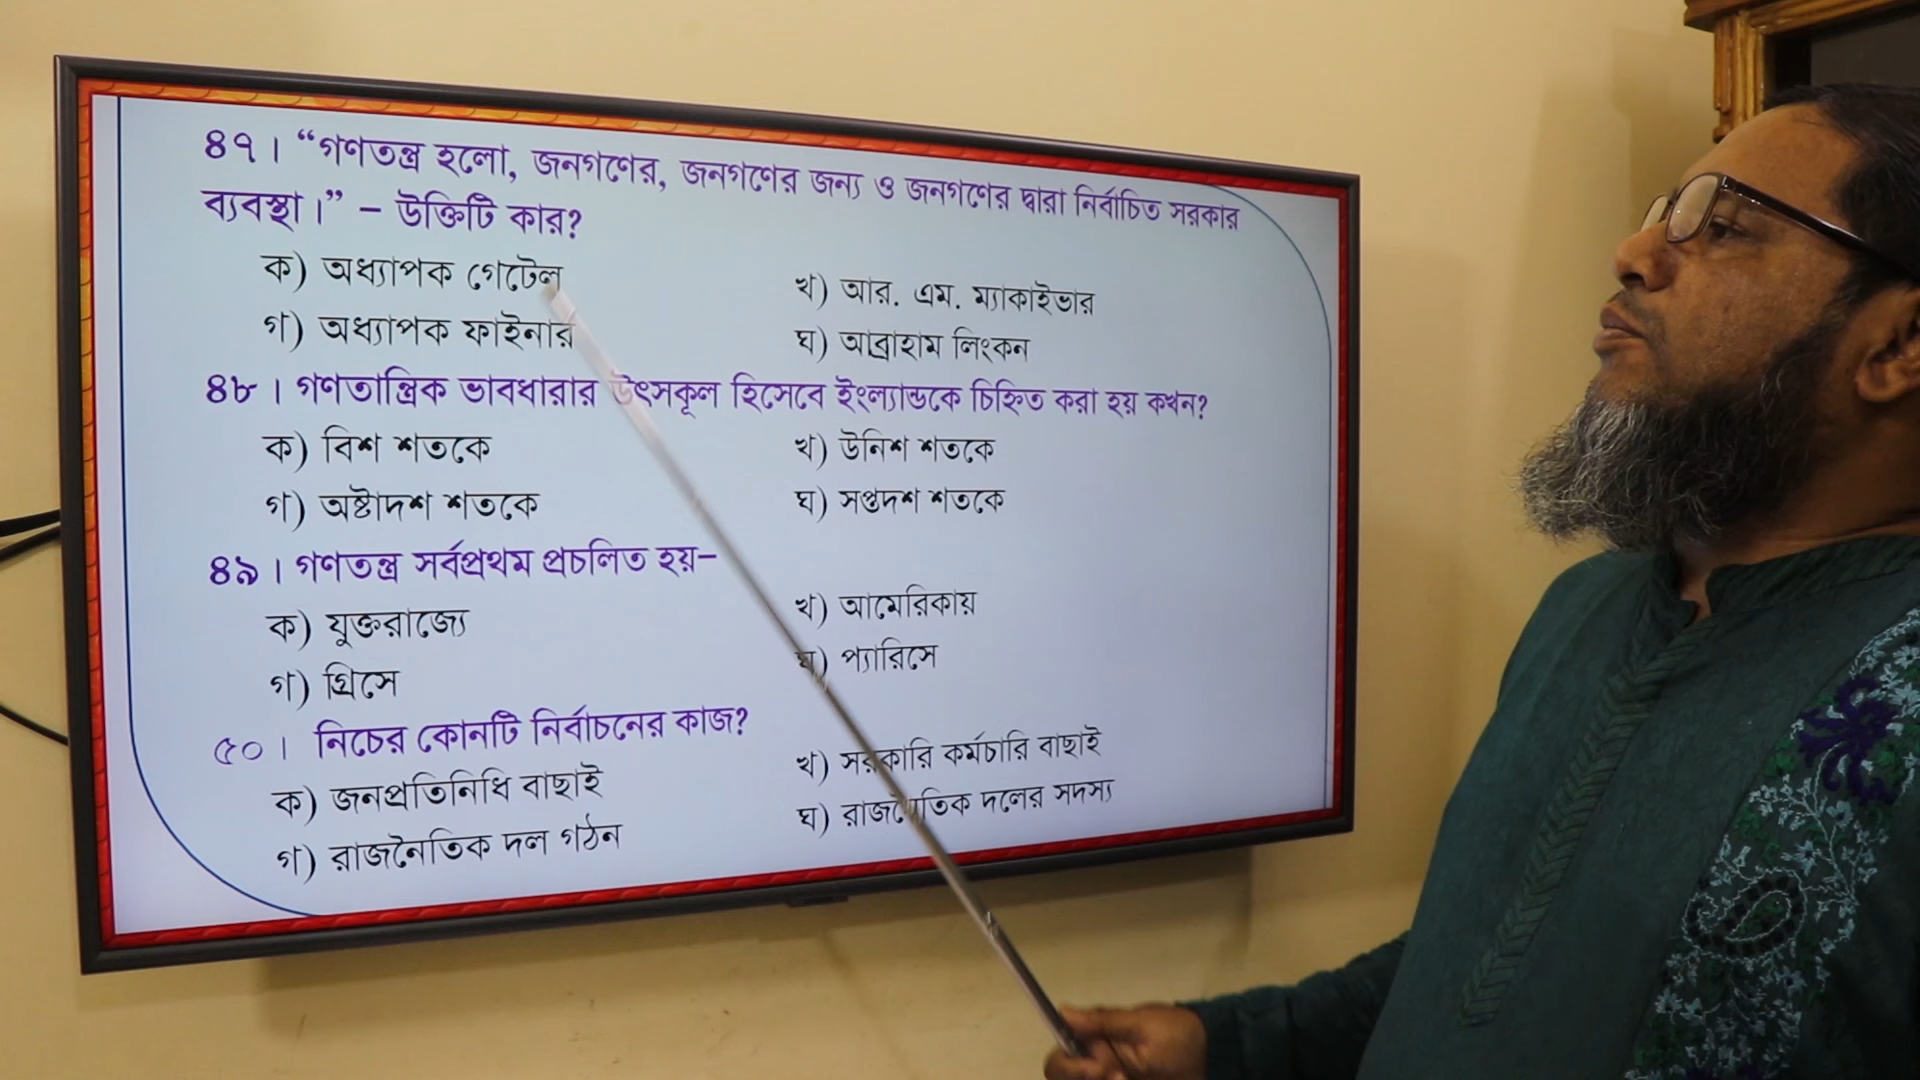 ৪৭। “গণতন্ত্র হলো, জনগণের, জনগণের জন্য ও জনগণের দ্বারা নির্বাচিত সরকার
ব্যবস্থা।” – উক্তিটি কার?
ক) অধ্যাপক গেটেল
খ) আর. এম. ম্যাকাইভার
গ) অধ্যাপক ফাইনার
ঘ) আব্রাহাম লিংকন
৪৮। গণতান্ত্রিক ভাবধারার উৎসকূল হিসেবে ইংল্যান্ডকে চিহ্নিত করা হয় কখন?
ক) বিশ শতকে
খ) উনিশ শতকে
গ) অষ্টাদশ শতকে
ঘ) সপ্তদশ শতকে
৪৯। গণতন্ত্র সর্বপ্রথম প্রচলিত হয়–
ক) যুক্তরাজ্যে
খ) আমেরিকায়
গ) গ্রিসে
ঘ) প্যারিসে
৫০। নিচের কোনটি নির্বাচনের কাজ?
ক) জনপ্রতিনিধি বাছাই
খ) সরকারি কর্মচারি বাছাই
গ) রাজনৈতিক দল গঠন
ঘ) রাজনৈতিক দলের সদস্য